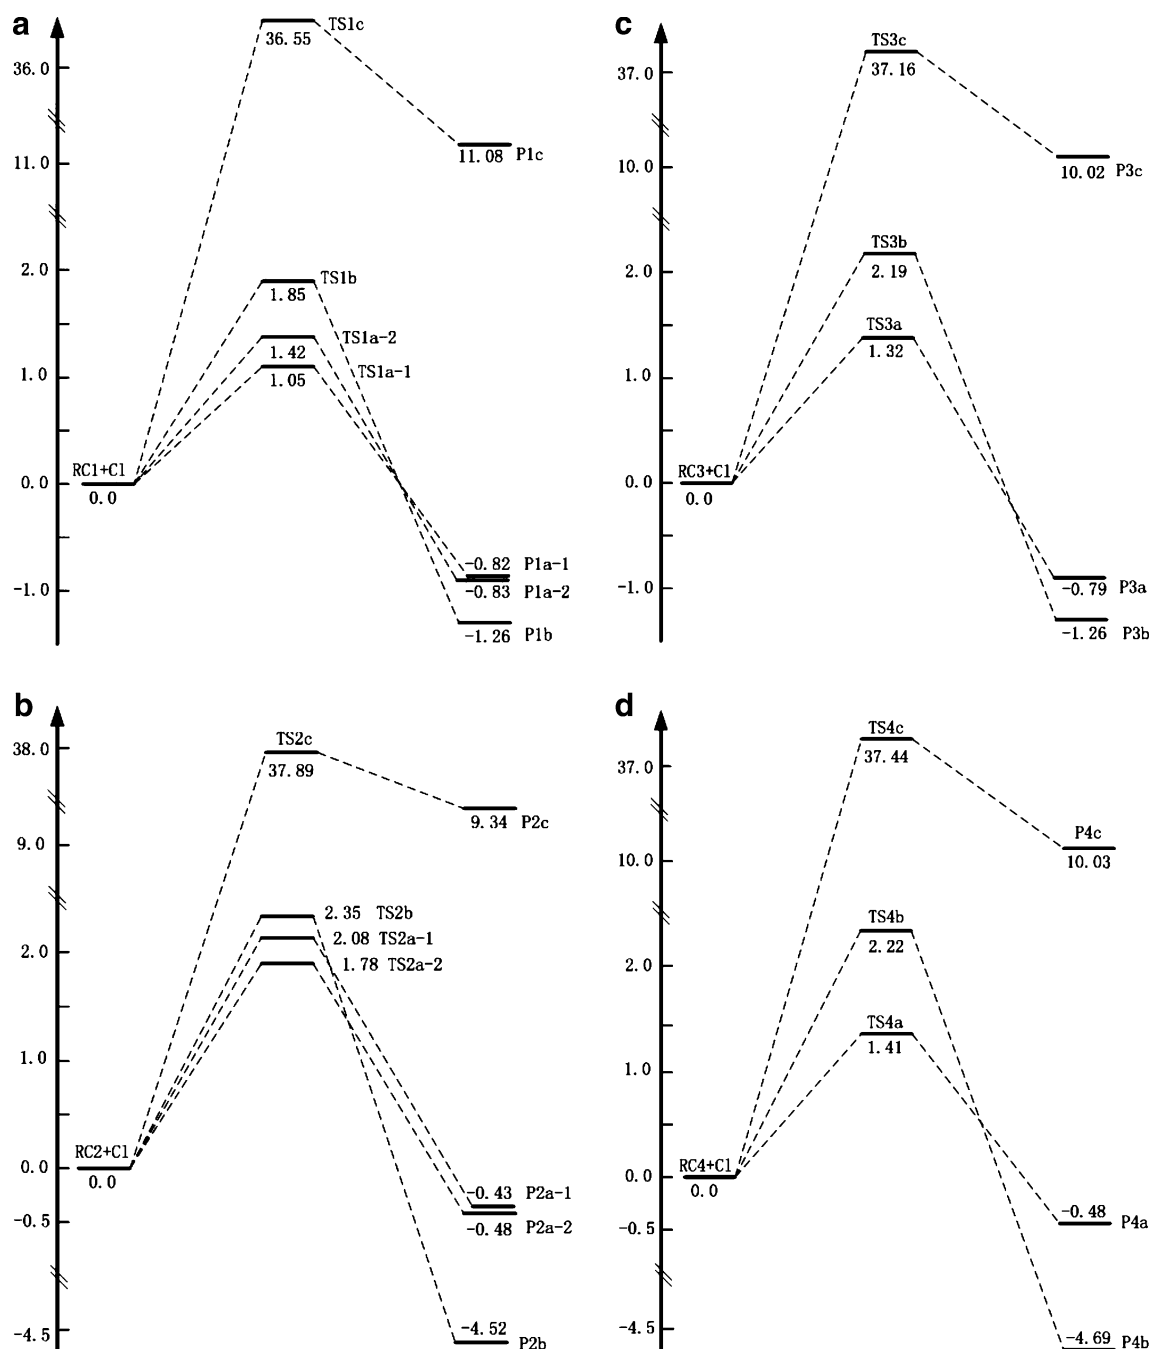 a
TS1c
36.55
36.0
11.08 P1c
11.0
2.0
TS1b
1.85
TS1a-2
1.42
TS1a-1
1.05
1.0
RC1+Cl
0.0
0.0
-0.82 P1a-1
-0.83 P1a-2
-1.0
-1.26 P1b
c
TS3c
37.16
37.0
10.02 P3c
10.0
TS3b
2.19
2.0
TS3a
1.32
1.0
RC3+Cl
0.0
0.0
-0.79 P3a
-1.0
-1.26 P3b
b
TS2c
38.0
37.89
9.34 P2c
9.0
2.35 TS2b
2.08 TS2a-1
1.78 TS2a-2
2.0
1.0
RC2+Cl
0.0
0.0
-0.43 P2a-1
-0.48 P2a-2
-0.5
-4.52
P2b
-4.5
d
TS4c
37.44
37.0
P4c
10.03
10.0
TS4b
2.22
2.0
TS4a
1.41
1.0
RC4+Cl
0.0
0.0
-0.48
P4a
-0.5
-4.5
-4.69 P4b